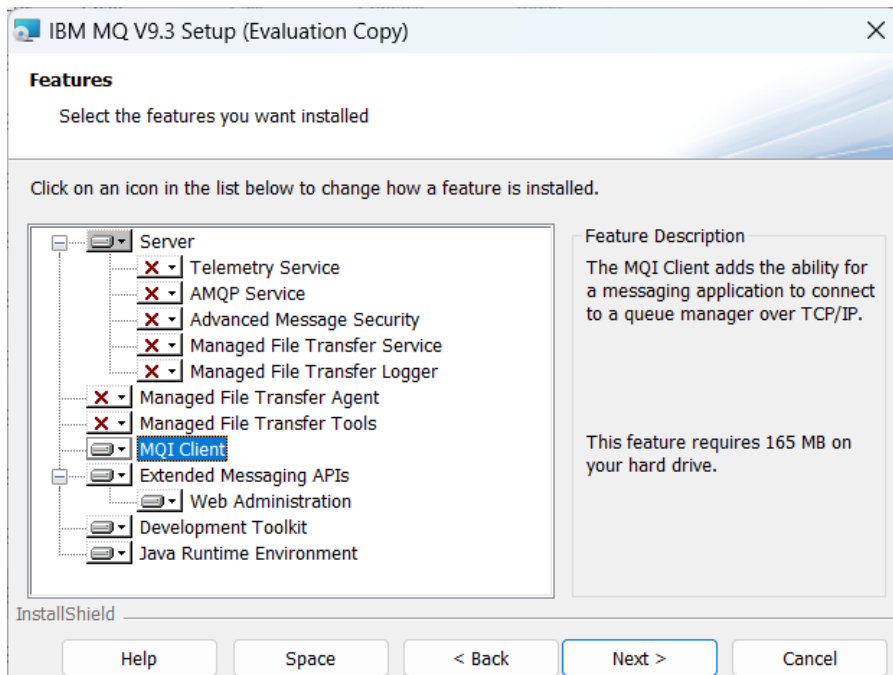 IBM MQ V9.3 Setup (Evaluation Copy)
Features
Select the features you want installed
Click on an icon in the list below to change how a feature is installed.
Server
Telemetry Service
AMQP Service
Advanced Message Security
Managed File Transfer Service
Managed File Transfer Logger
Managed File Transfer Agent
Managed File Transfer Tools
MQI Client
Extended Messaging APIs
Web Administration
Development Toolkit
Java Runtime Environment
Feature Description
The MQI Client adds the ability for
a messaging application to connect
to a queue manager over TCP/IP.
This feature requires 165 MB on
your hard drive.
InstallShield
Help
Space
< Back
Next >
Cancel